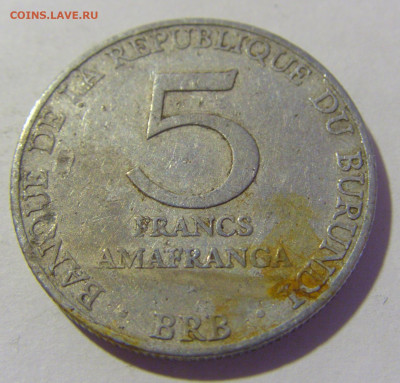 COINS.LAVE.RU
· BANQUE DE LA REPUBLIQUE DU BURUNDI ·
5
FRANCS
AMAFRANGA
BRB